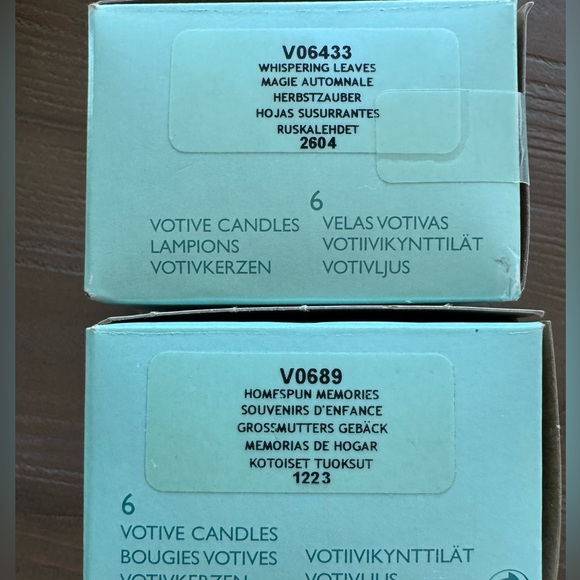 V06433
WHISPERING LEAVES
MAGIE AUTOMNALE
HERBSTZAUBER
HOJAS SUSURRANTES
RUSKALEHDET
2604
6
VOTIVE CANDLES
LAMPIONS
VOTIVKERZEN
VELAS VOTIVAS
VOTIIVIKYNTTILÄT
VOTIVLJUS
V0689
HOMESPUN MEMORIES
SOUVENIRS D'ENFANCE
GROSSMUTTERS GEBÄCK
MEMORIAS DE HOGAR
KOTOISET TUOKSUT
1223
6
VOTIVE CANDLES
BOUGIES VOTIVES
VOTIVKERZEN
VOTIIVIKYNTTILÄT
VOTIVLJUS